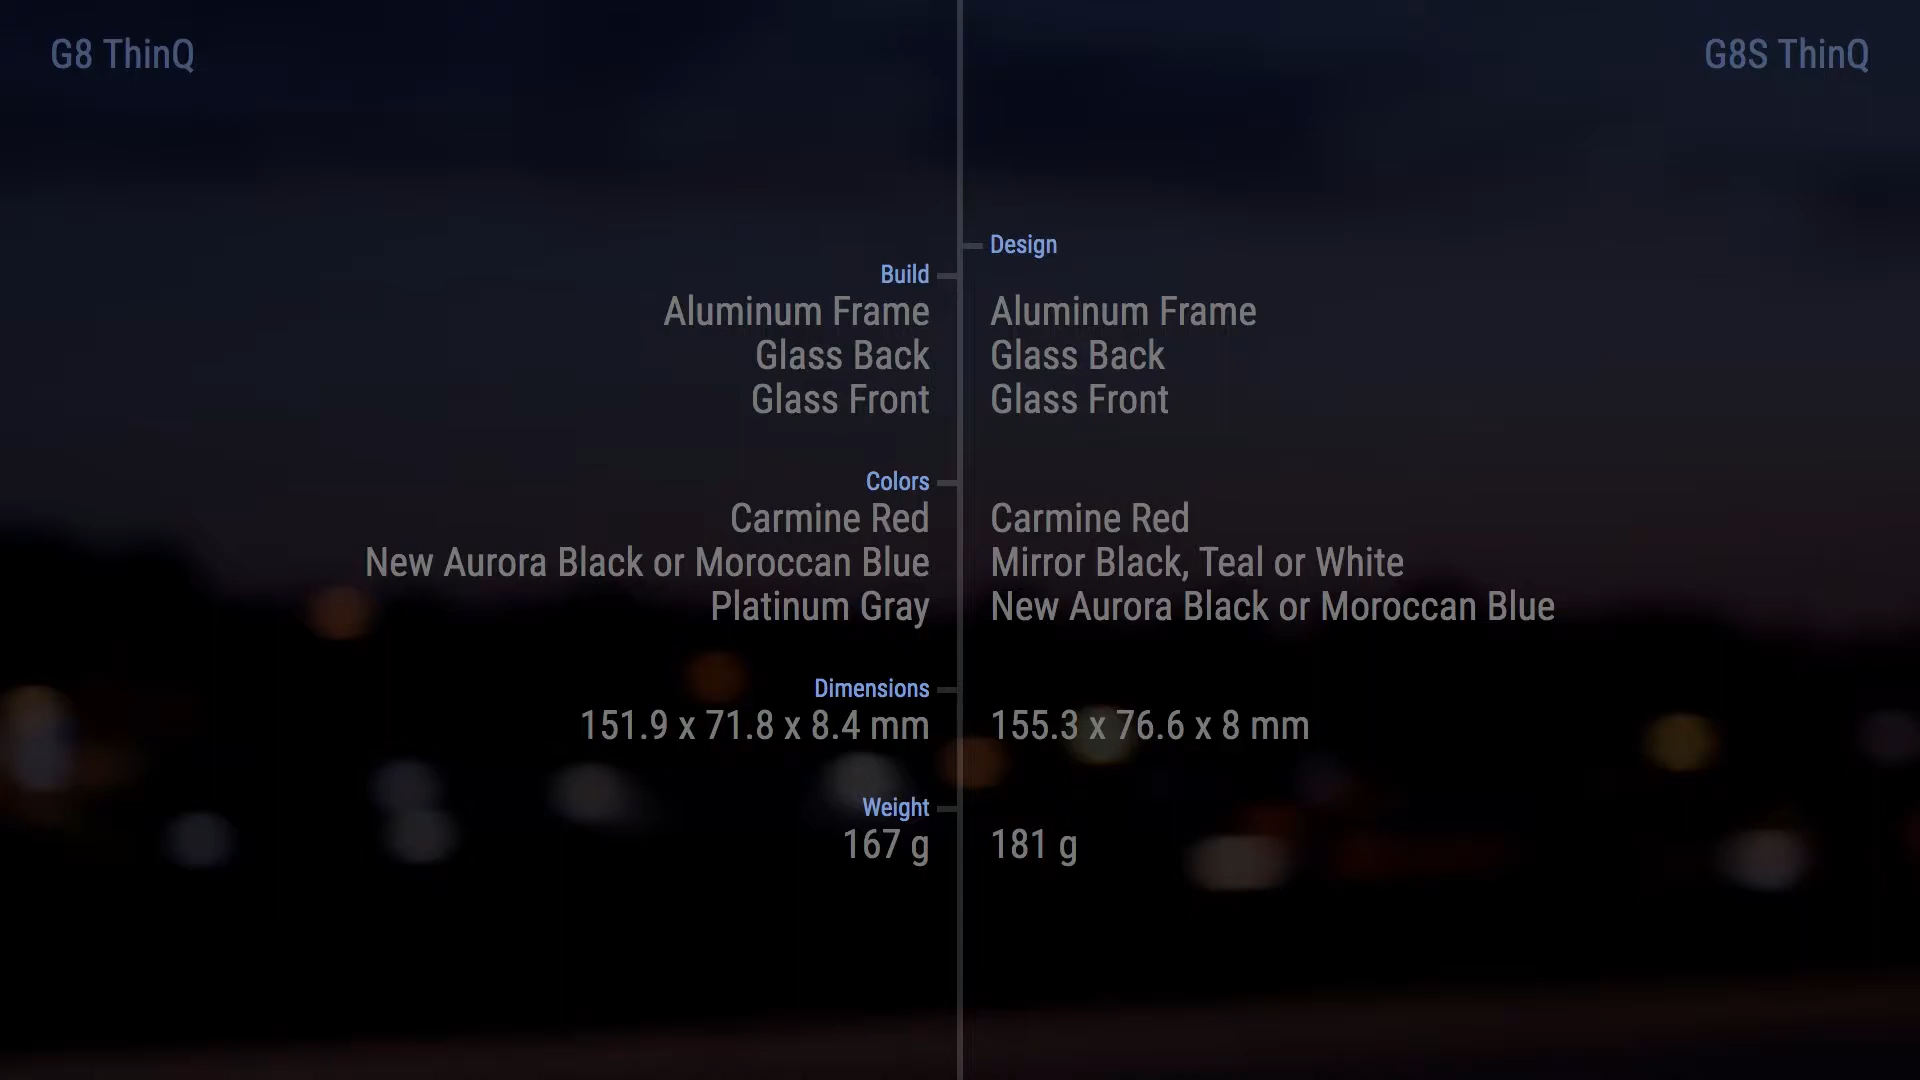 G8 ThinQ
G8S ThinQ
Design
Build
Aluminum Frame
Glass Back
Glass Front
Aluminum Frame
Glass Back
Glass Front
Colors
Carmine Red
New Aurora Black or Moroccan Blue
Platinum Gray
Carmine Red
Mirror Black, Teal or White
New Aurora Black or Moroccan Blue
Dimensions
151.9 x 71.8 x 8.4 mm
155.3 x 76.6 x 8 mm
Weight
167 g
181 g